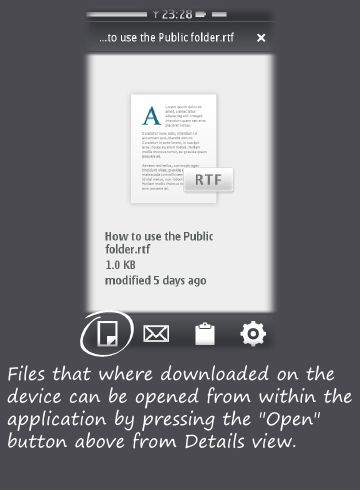 23:28
...to use the Public folder.rtf
A
RTF
How to use the Public
folder.rtf
1.0 KB
modified 5 days ago
Files that where downloaded on the
device can be opened from within the
application by pressing the "Open"
button above from Details view.